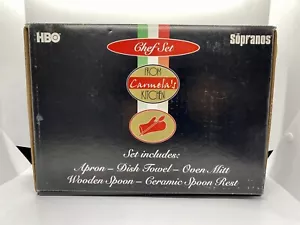 HBO
The Sopranos
Chef Set
FROM
Carmela's
KITCHEN
Set includes:
Apron – Dish Towel – Oven Mitt
Wooden Spoon – Ceramic Spoon Rest